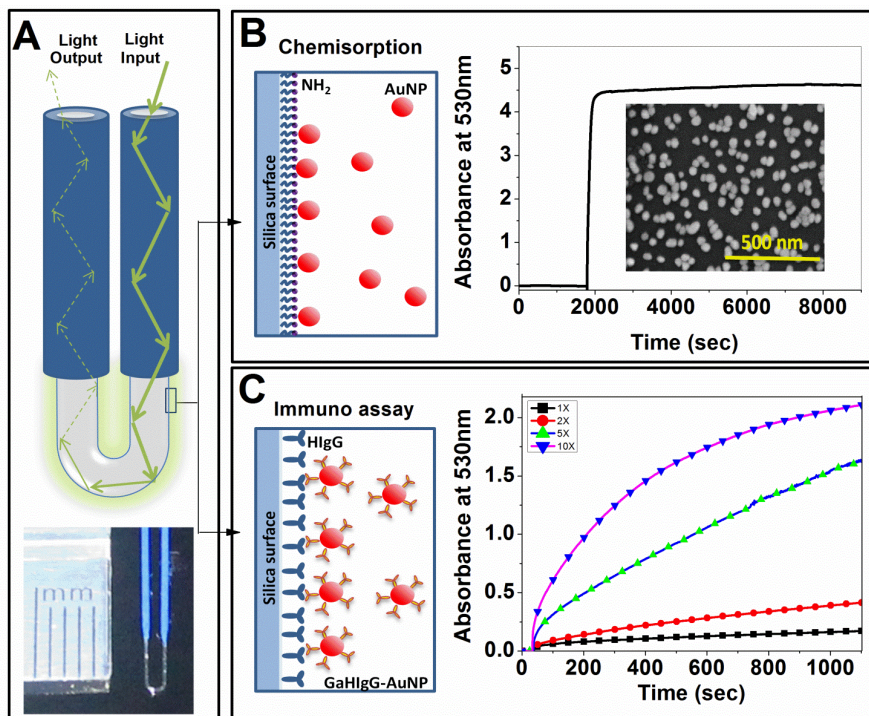 A
Light
Output
Light
Input
mm
B
Chemisorption
NH₂
AuNP
Silica surface
Absorbance at 530nm
5
4
3
2
1
0
500 nm
0 2000 4000 6000 8000
Time (sec)
C
Immuno assay
HIgG
Silica surface
GaHIgG-AuNP
Absorbance at 530nm
2.0
1.5
1.0
0.5
0.0
1X
2X
5X
10X
0 200 400 600 800 1000
Time (sec)